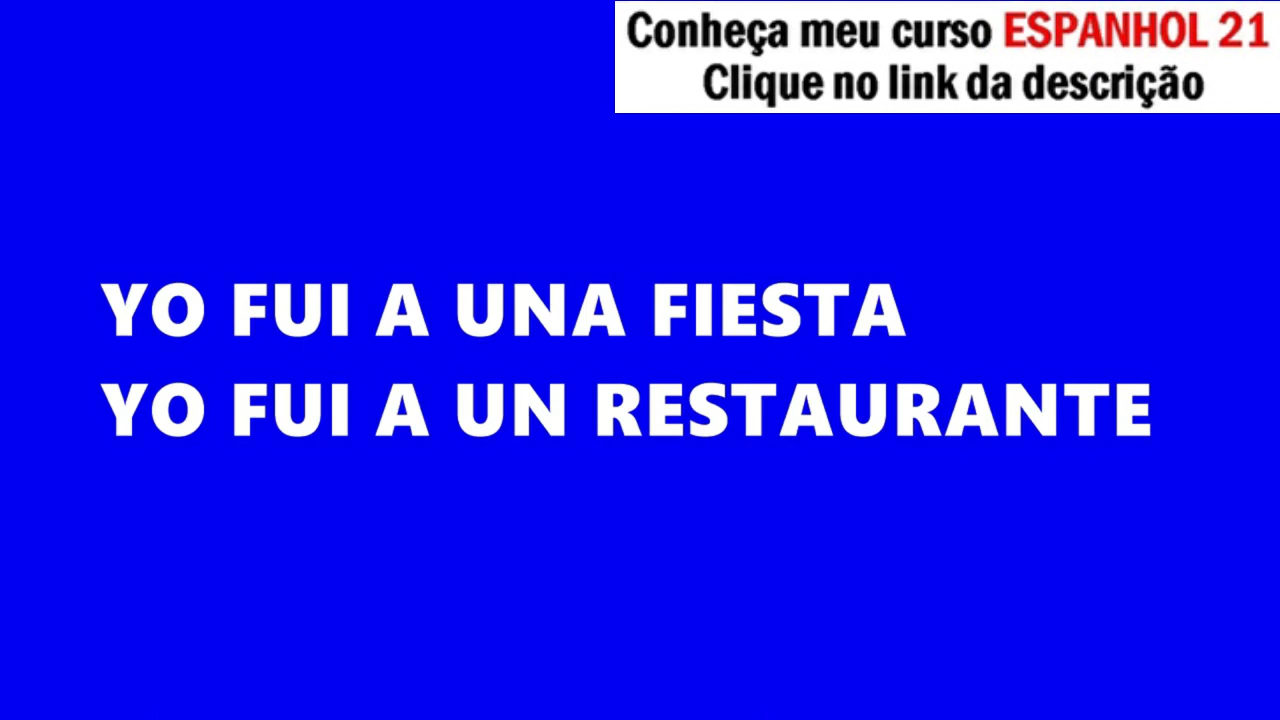 Conheça meu curso ESPANHOL 21
Clique no link da descrição
YO FUI A UNA FIESTA
YO FUI A UN RESTAURANTE